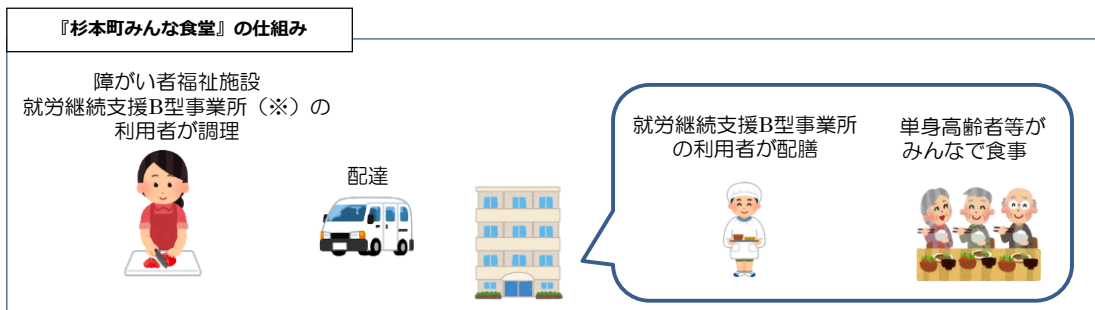 『杉本町みんな食堂』の仕組み
障がい者福祉施設
就労継続支援B型事業所（※）の
利用者が調理
配達
就労継続支援B型事業所
の利用者が配膳
単身高齢者等が
みんなで食事